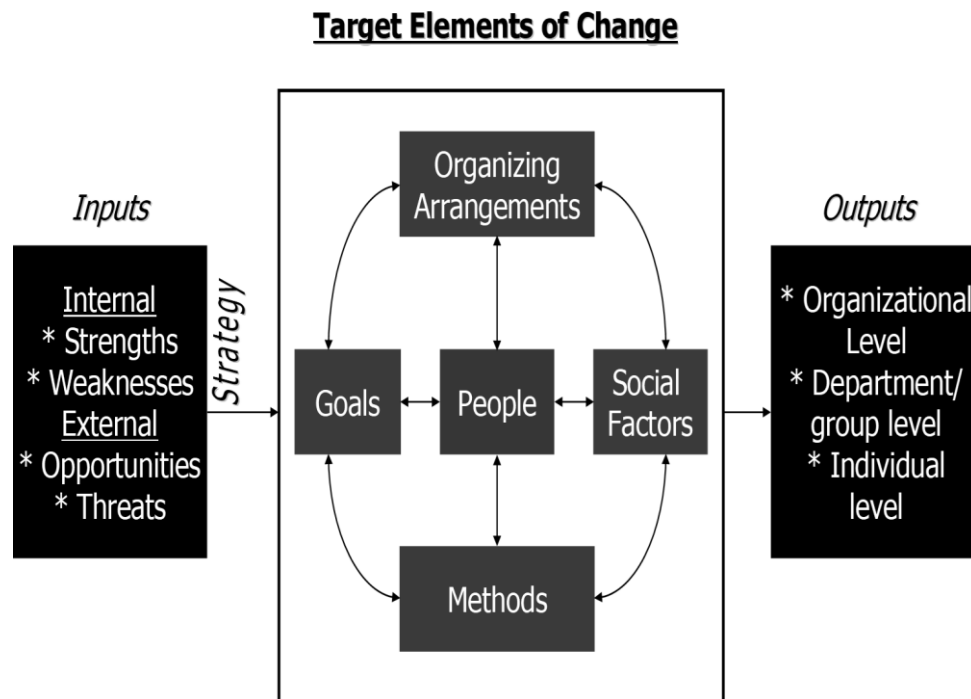 Target Elements of Change
Inputs
Internal
* Strengths
* Weaknesses
External
* Opportunities
* Threats
Strategy
Organizing
Arrangements
Goals
People
Social
Factors
Methods
Outputs
* Organizational
Level
* Department/
group level
* Individual
level